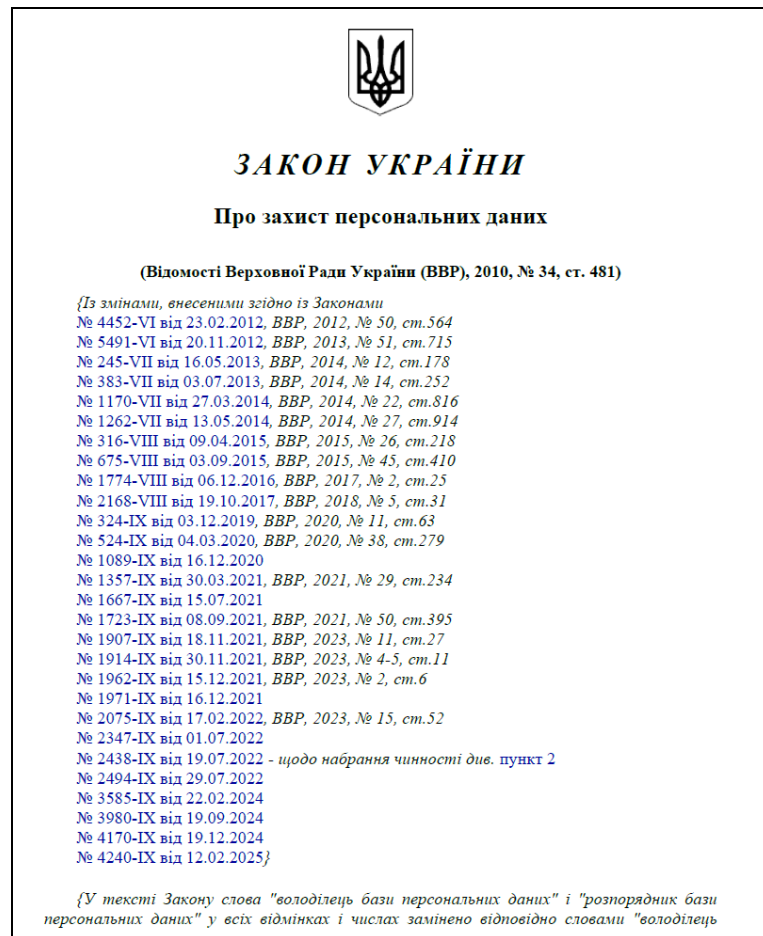 ЗАКОН УКРАЇНИ
Про захист персональних даних
(Відомості Верховної Ради України (ВВР), 2010, № 34, ст. 481)
{Із змінами, внесеними згідно із Законами
№ 4452-VI від 23.02.2012, ВВР, 2012, № 50, ст.564
№ 5491-VI від 20.11.2012, ВВР, 2013, № 51, ст.715
№ 245-VII від 16.05.2013, ВВР, 2014, № 12, ст.178
№ 383-VII від 03.07.2013, ВВР, 2014, № 14, ст.252
№ 1170-VII від 27.03.2014, ВВР, 2014, № 22, ст.816
№ 1262-VII від 13.05.2014, ВВР, 2014, № 27, ст.914
№ 316-VIII від 09.04.2015, ВВР, 2015, № 26, ст.218
№ 675-VIII від 03.09.2015, ВВР, 2015, № 45, ст.410
№ 1774-VIII від 06.12.2016, ВВР, 2017, № 2, ст.25
№ 2168-VIII від 19.10.2017, ВВР, 2018, № 5, ст.31
№ 324-IX від 03.12.2019, ВВР, 2020, № 11, ст.63
№ 524-IX від 04.03.2020, ВВР, 2020, № 38, ст.279
№ 1089-IX від 16.12.2020
№ 1357-IX від 30.03.2021, ВВР, 2021, № 29, ст.234
№ 1667-IX від 15.07.2021
№ 1723-IX від 08.09.2021, ВВР, 2021, № 50, ст.395
№ 1907-IX від 18.11.2021, ВВР, 2023, № 11, ст.27
№ 1914-IX від 30.11.2021, ВВР, 2023, № 4-5, ст.11
№ 1962-IX від 15.12.2021, ВВР, 2023, № 2, ст.6
№ 1971-IX від 16.12.2021
№ 2075-IX від 17.02.2022, ВВР, 2023, № 15, ст.52
№ 2347-IX від 01.07.2022
№ 2438-IX від 19.07.2022 - щодо набрання чинності див. пункт 2
№ 2494-IX від 29.07.2022
№ 3585-IX від 22.02.2024
№ 3980-IX від 19.09.2024
№ 4170-IX від 19.12.2024
№ 4240-IX від 12.02.2025}
{У тексті Закону слова "володілець бази персональних даних" і "розпорядник бази
персональних даних" у всіх відмінках і числах замінено відповідно словами "володілець